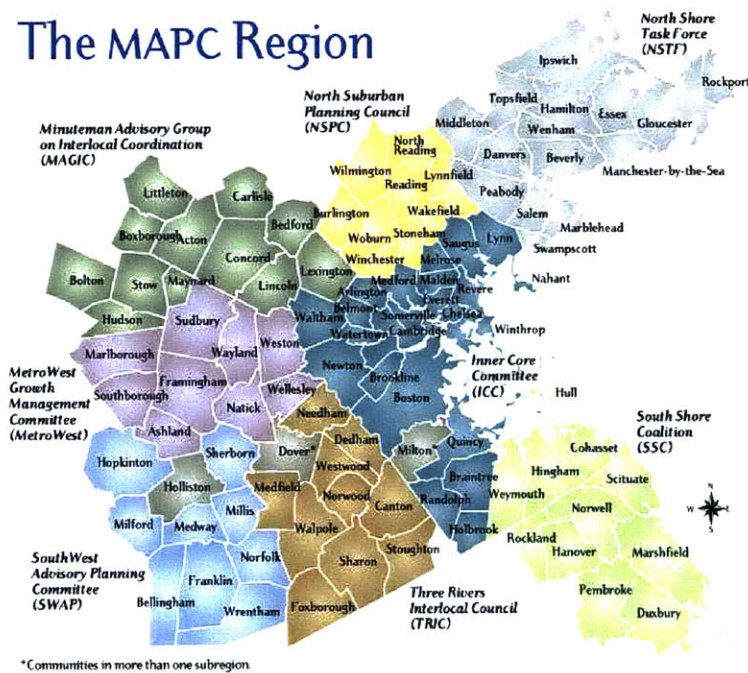 The MAPC Region
North Shore
Task Force
(NSTF)
Ipswich
Rockport
North Suburban
Planning Council
(NSPC)
Topsfield
Hamilton
Essex
Gloucester
Middleton
Wenham
Minuteman Advisory Group
on Interlocal Coordination
(MAGIC)
North
Reading
Danvers
Beverly
Manchester-by-the-Sea
Wilmington
Lynnfield
Reading
Peabody
Littleton
Carlisle
Salem
Marblehead
Burlington
Wakefield
Bedford
Boxborough
Acton
Stoneham
Woburn
Saugus
Lynn
Swampscott
Concord
Winchester
Melrose
Lexington
Bolton
Stow
Maynard
Lincoln
Medford
Malden
Revere
Nahant
Arlington
Everett
Belmont
Hudson
Sudbury
Waltham
Somerville
Chelsea
Winthrop
Watertown
Cambridge
Marlborough
Wayland
Weston
MetroWest
Growth
Management
Committee
(MetroWest)
Newton
Inner Core
Committee
(ICC)
Framingham
Brookline
Southborough
Wellesley
Boston
Hull
Natick
Needham
South Shore
Coalition
(SSC)
Ashland
Sherborn
Dedham
Cohasset
Hopkinton
Dover*
Milton*
Quincy
Westwood
Hingham
Scituate
Holliston
Medfield
Braintree
Norwood
Randolph
Weymouth
Millis
Canton
Norwell
Milford
Medway
Walpole
Holbrook
Rockland
Hanover
Marshfield
Norfolk
Stoughton
SouthWest
Advisory Planning
Committee
(SWAP)
Sharon
Franklin
Pembroke
Three Rivers
Interlocal Council
(TRIC)
Bellingham
Wrentham
Foxborough
Duxbury
N
W
E
S
*Communities in more than one subregion.